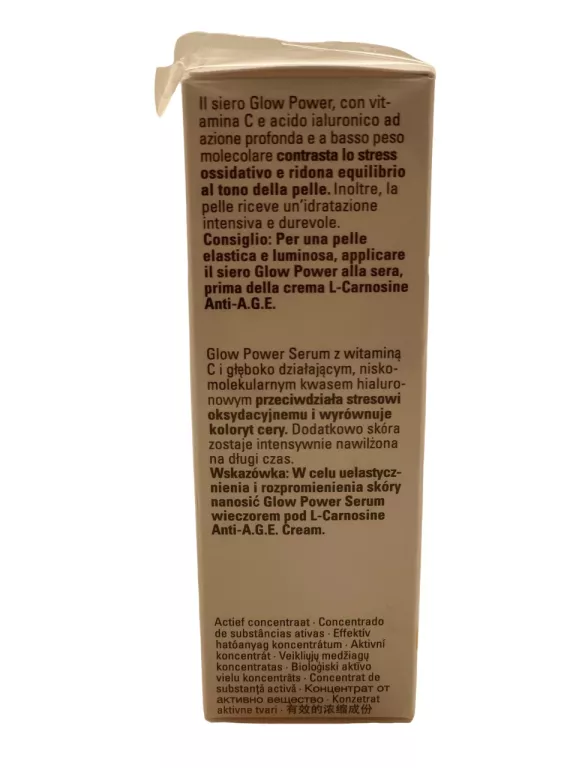 Il siero Glow Power, con vit-
amina C e acido ialuronico ad
azione profonda e a basso peso
molecolare contrasta lo stress
ossidativo e ridona equilibrio
al tono della pelle. Inoltre, la
pelle riceve un'idratazione
intensiva e durevole.
Consiglio: Per una pelle
elastica e luminosa, applicare
il siero Glow Power alla sera,
prima della crema L-Carnosine
Anti-A.G.E.
Glow Power Serum z witaminą
C i głęboko działającym, nisko-
molekularnym kwasem hialuro-
nowym przeciwdziała stresowi
oksydacyjnemu i wyrównuje
koloryt cery. Dodatkowo skóra
zostaje intensywnie nawilżona
na długi czas.
Wskazówka: W celu uelastycz-
nienia i rozpromienienia skóry
nanosić Glow Power Serum
wieczorem pod L-Carnosine
Anti-A.G.E. Cream.
Actief concentraat · Concentrado
de substâncias ativas · Effektív
hatóanyag koncentrátum · Aktivní
koncentrát · Veikliųjų medžiagų
koncentratas · Bioloģiski aktīvo
vielu koncentrāts · Concentrat de
substanță activă · Концентрат от
активно вещество · Konzetrat
aktivne tvari · 有效的浓缩成份